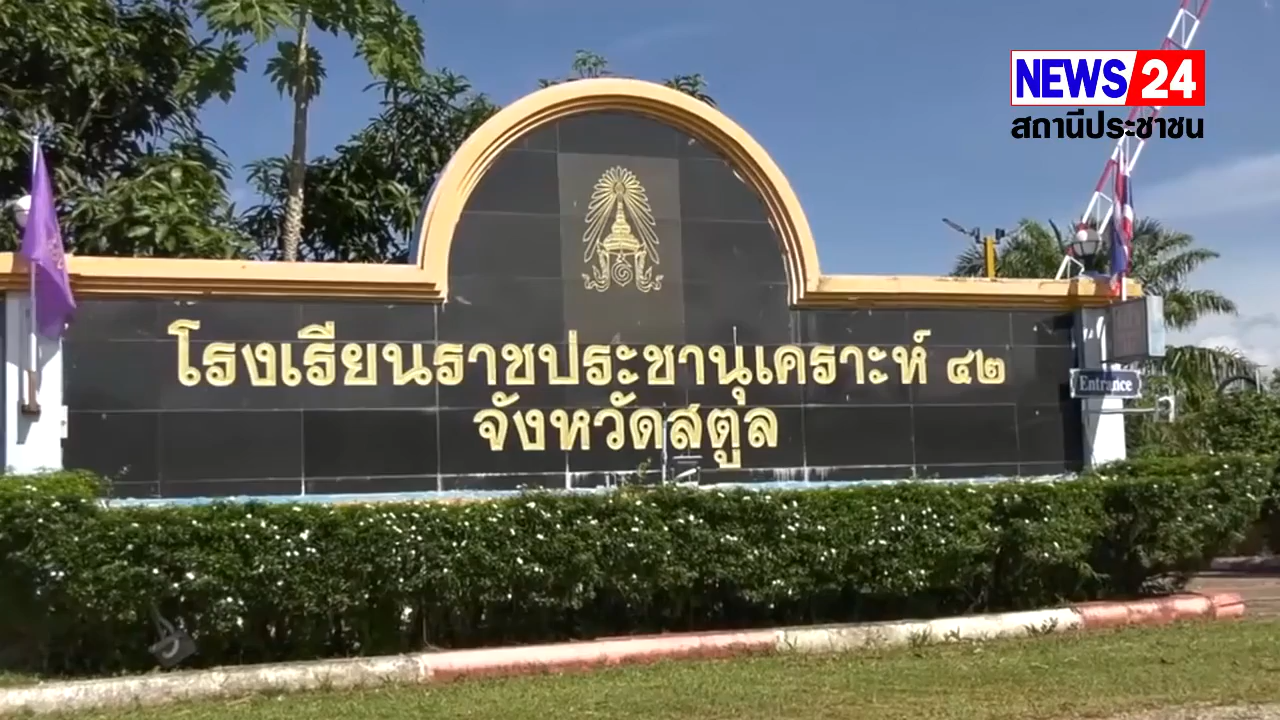 NEWS 24
สถานีประชาชน
โรงเรียนราชประชานุเคราะห์ ๔๒
Entrance
จังหวัดสตูล